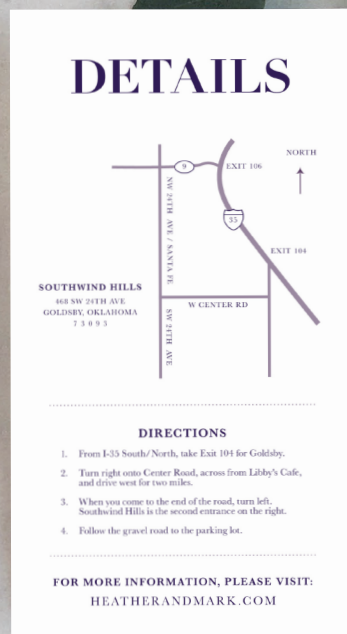 DETAILS
NORTH
9
EXIT 106
NW 24TH AVE / SANTA FE
35
EXIT 104
SOUTHWIND HILLS
468 SW 24TH AVE
GOLDSBY, OKLAHOMA
73093
W CENTER RD
SW 24TH AVE
DIRECTIONS
1. From I-35 South/North, take Exit 104 for Goldsby.
2. Turn right onto Center Road, across from Libby's Cafe,
and drive west for two miles.
3. When you come to the end of the road, turn left.
Southwind Hills is the second entrance on the right.
4. Follow the gravel road to the parking lot.
FOR MORE INFORMATION, PLEASE VISIT:
HEATHERANDMARK.COM